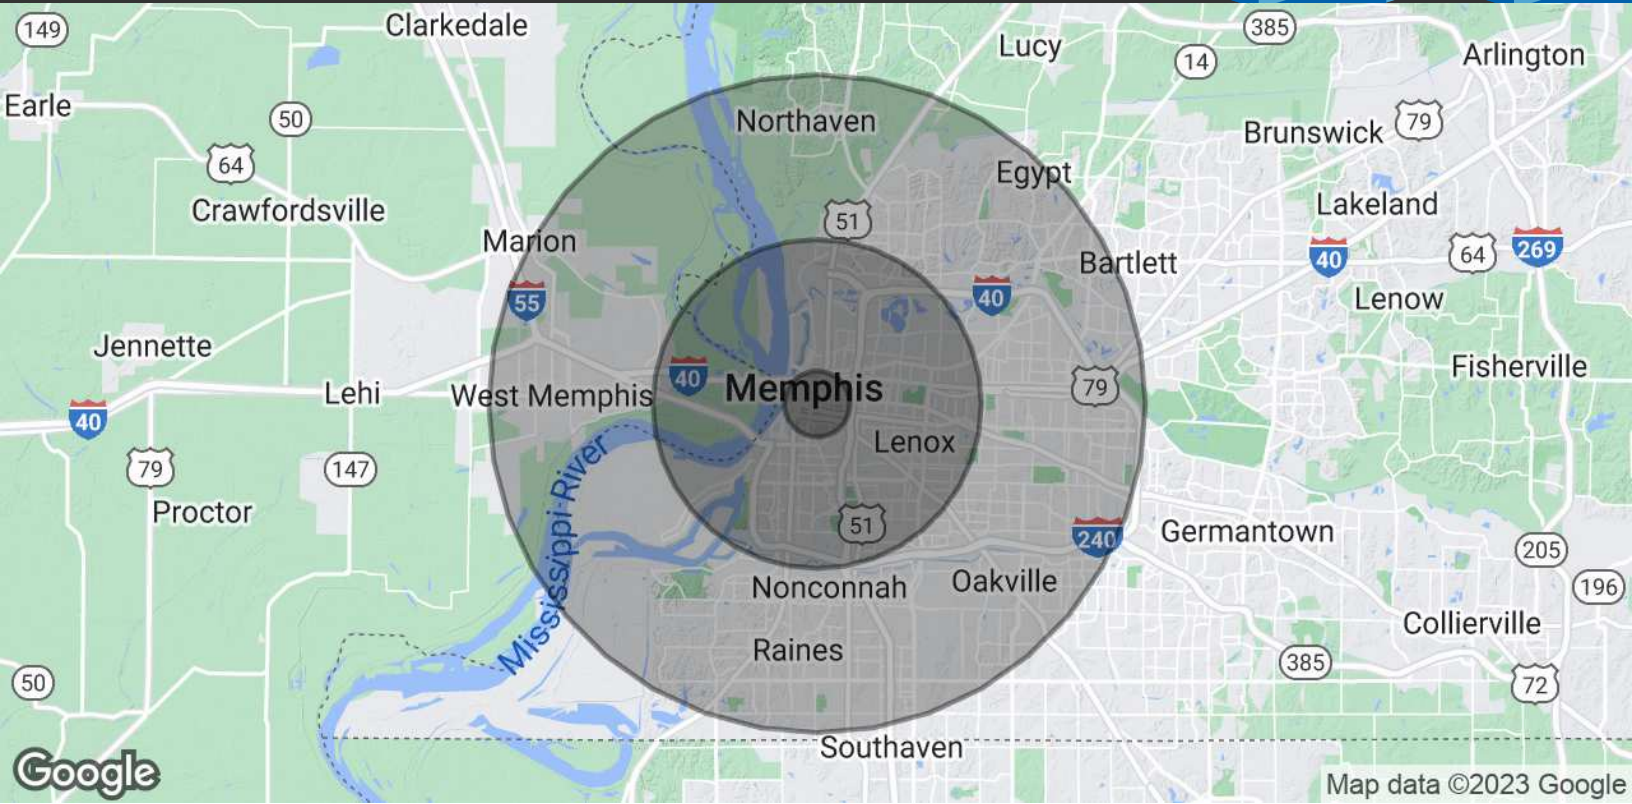 149
Clarkedale
385
Lucy
14
Arlington
Earle
50
Northaven
Brunswick
79
64
Egypt
Crawfordsville
51
Lakeland
Marion
Bartlett
40
64
269
55
40
Lenow
Jennette
Fisherville
40
Memphis
79
Lehi
West Memphis
40
Lenox
79
147
Mississippi River
Proctor
51
240
Germantown
205
Nonconnah
Oakville
196
Collierville
Raines
385
50
72
Southaven
Google
Map data ©2023 Google